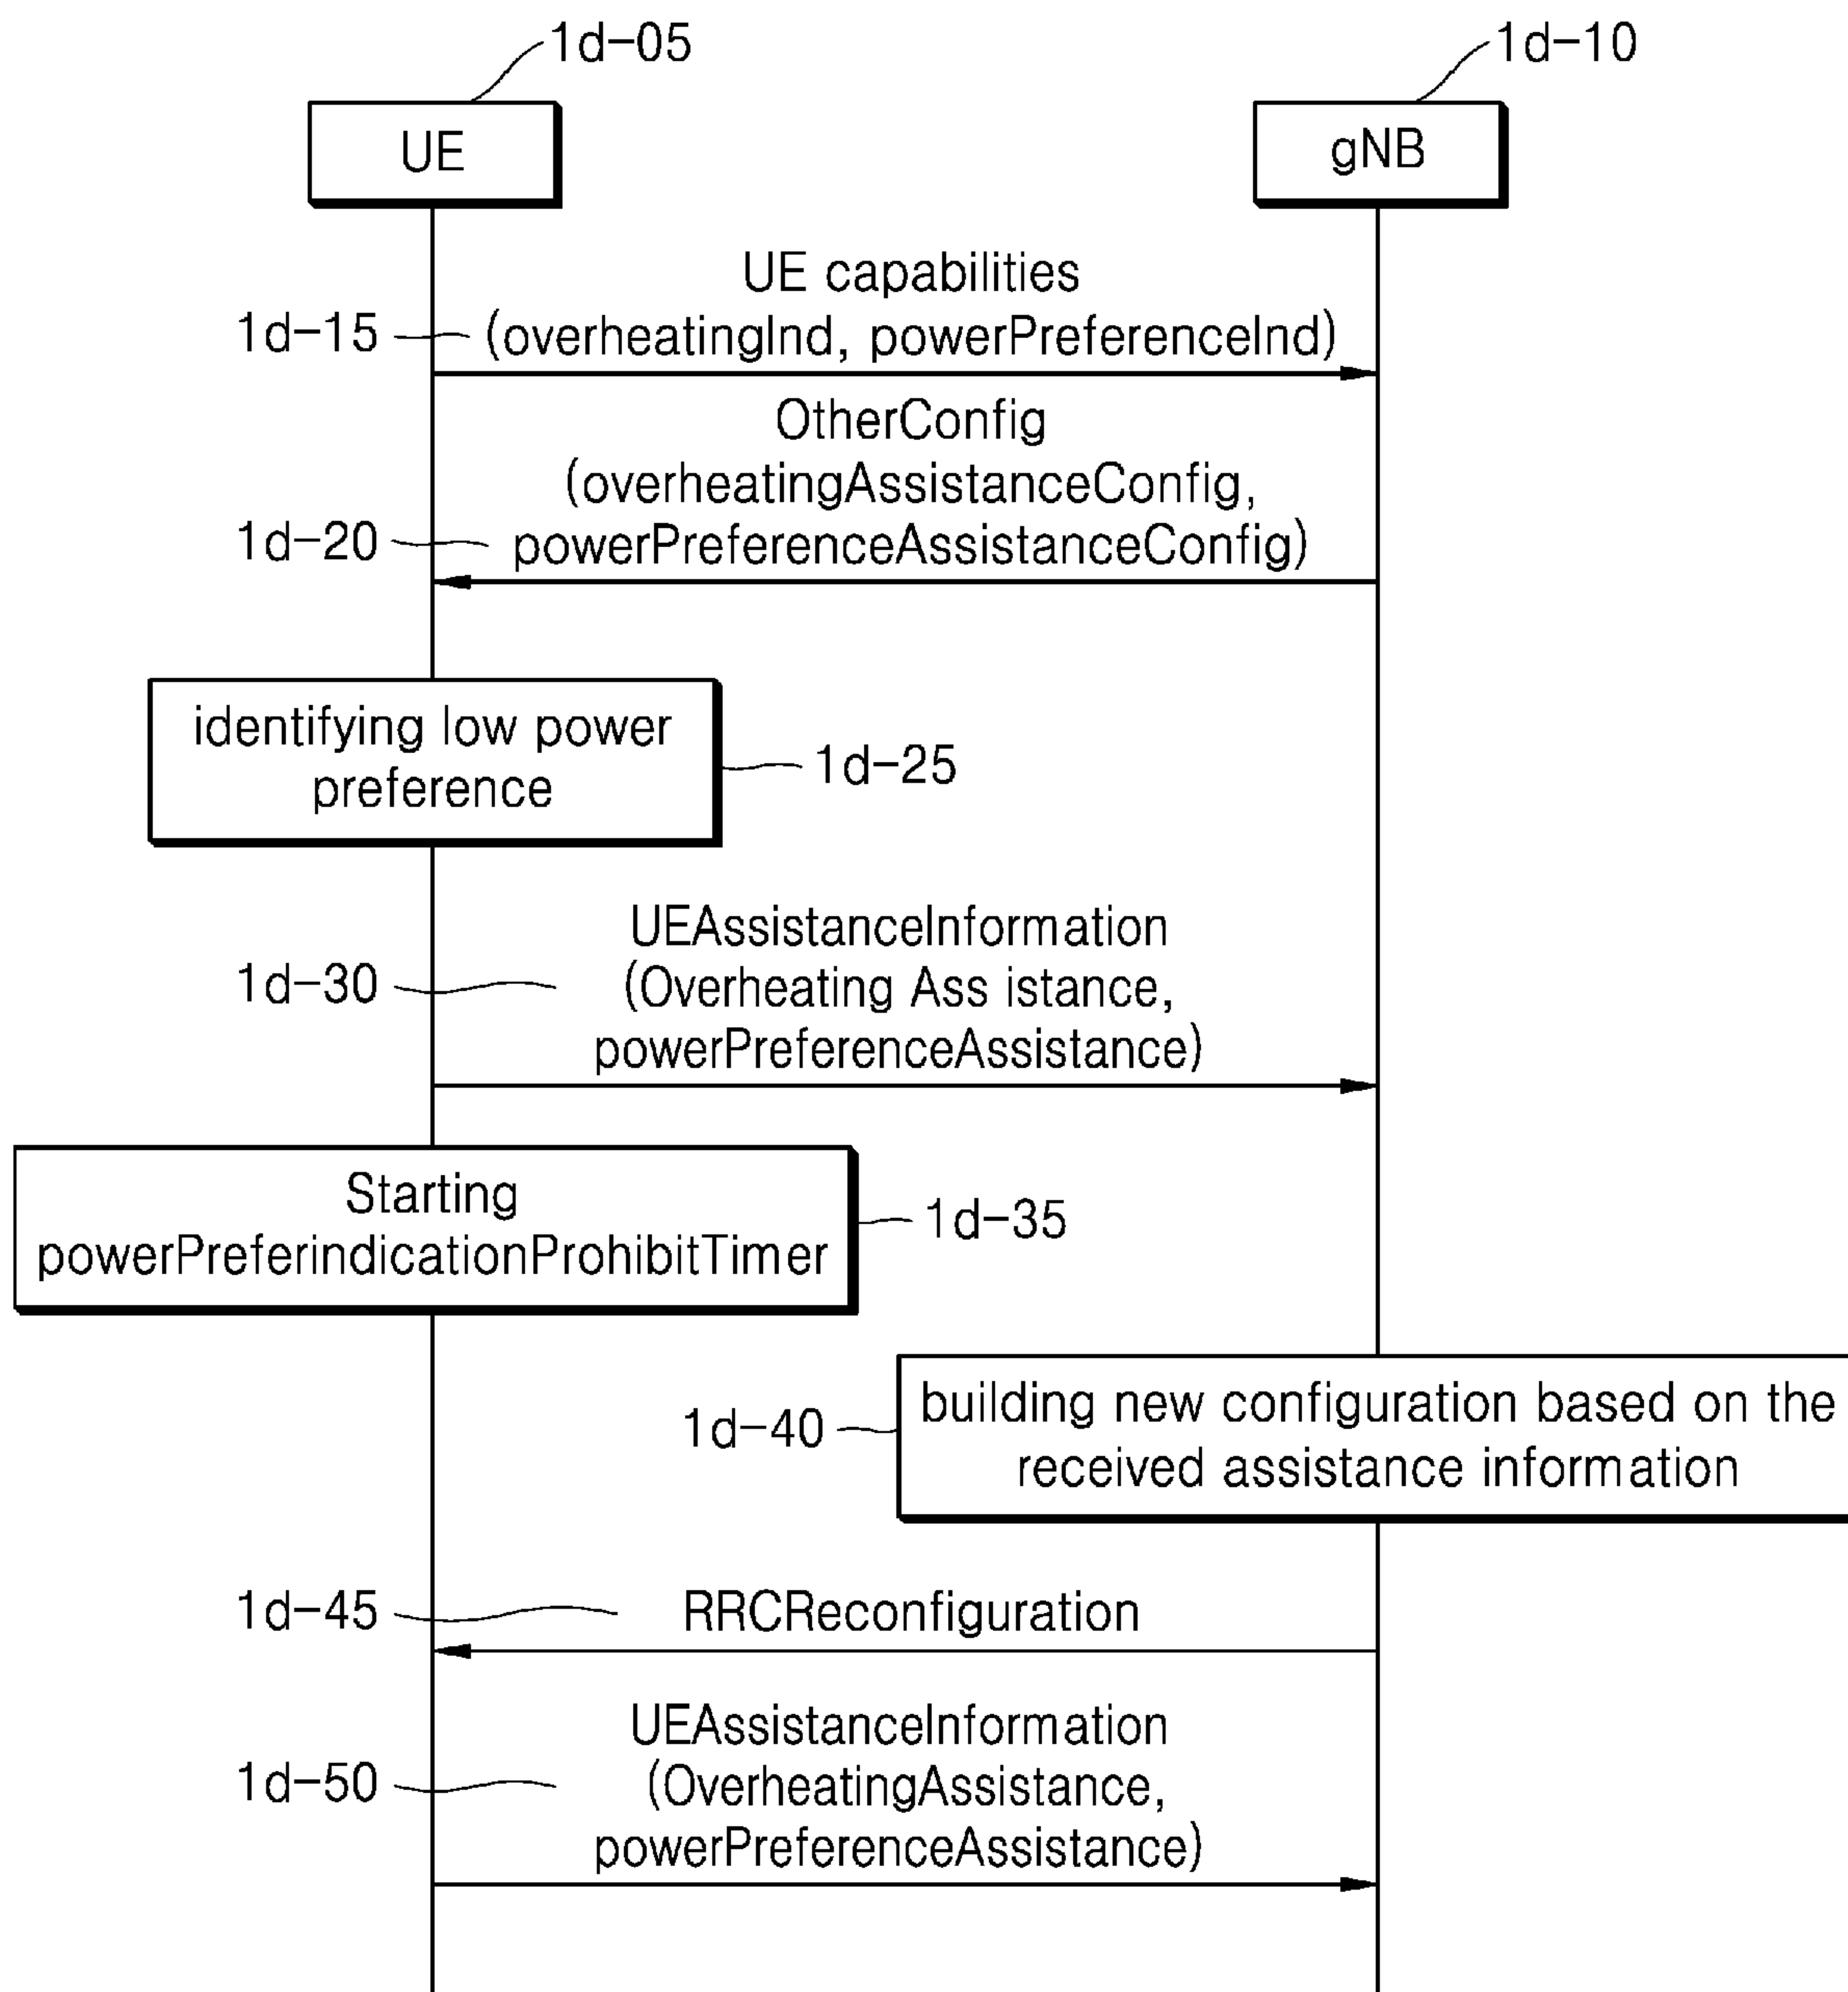 1d-05
1d-10
UE
gNB
UE capabilities
1d-15
(overheatingInd, powerPreferenceInd)
OtherConfig
(overheatingAssistanceConfig,
1d-20
powerPreferenceAssistanceConfig)
identifying low power
preference
1d-25
UEAssistanceInformation
1d-30
(Overheating Ass istance,
powerPreferenceAssistance)
Starting
powerPreferindicationProhibitTimer
1d-35
1d-40
building new configuration based on the
received assistance information
1d-45
RRCReconfiguration
UEAssistanceInformation
1d-50
(OverheatingAssistance,
powerPreferenceAssistance)